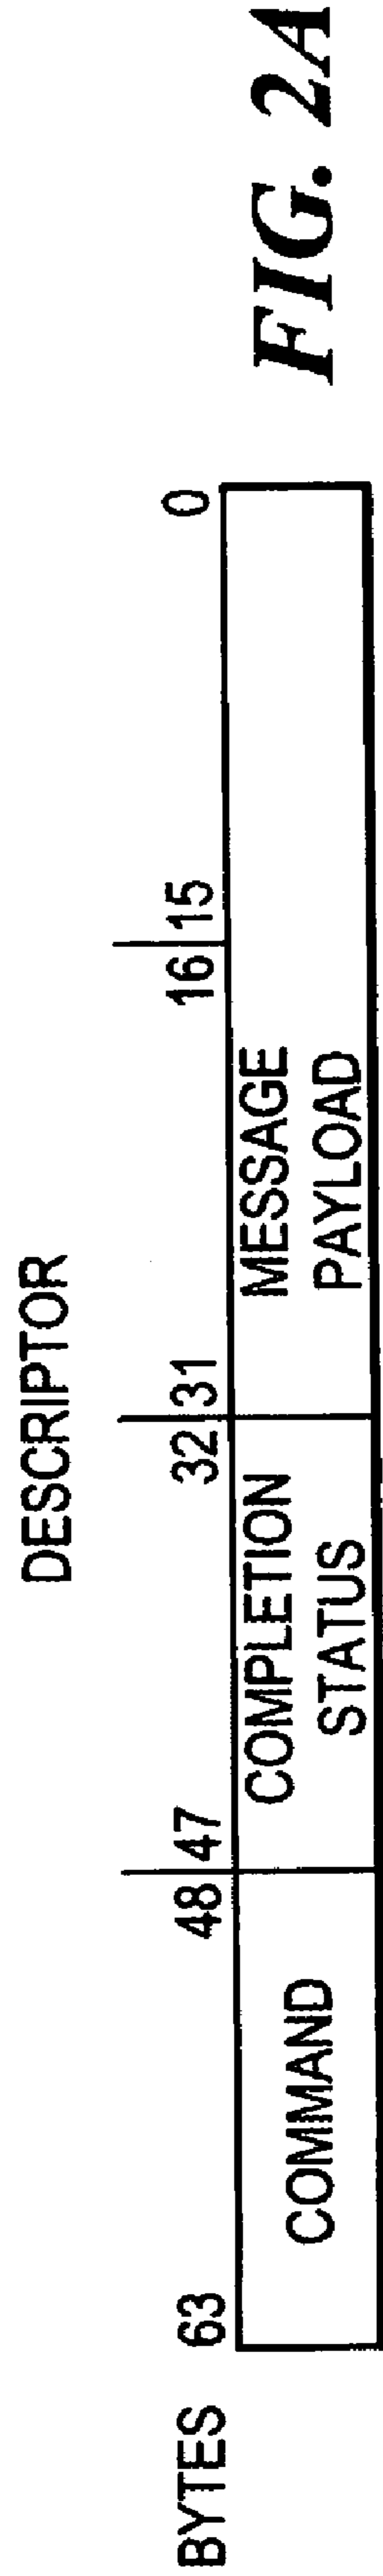 DESCRIPTOR
BYTES 63 48 47 32 31 16 15 0
COMMAND
COMPLETION
STATUS
MESSAGE
PAYLOAD
FIG. 2A